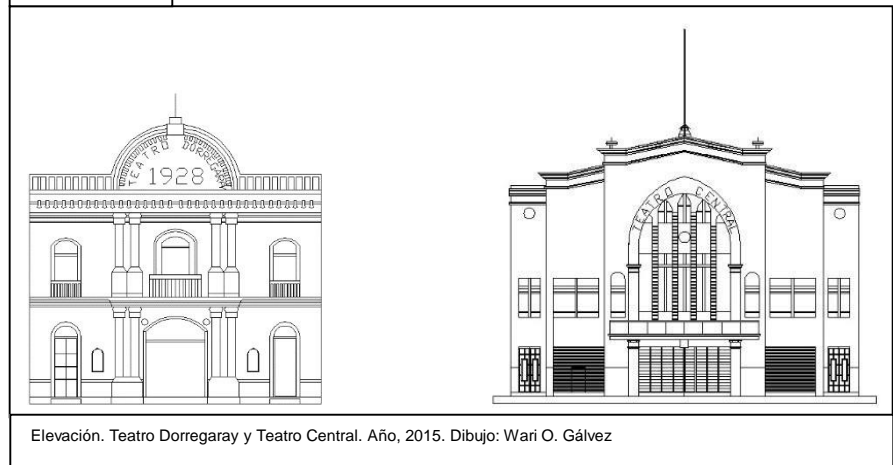 TEATRO DORREGARAY
1928
TEATRO CENTRAL
Elevación. Teatro Dorregaray y Teatro Central. Año, 2015. Dibujo: Wari O. Gálvez